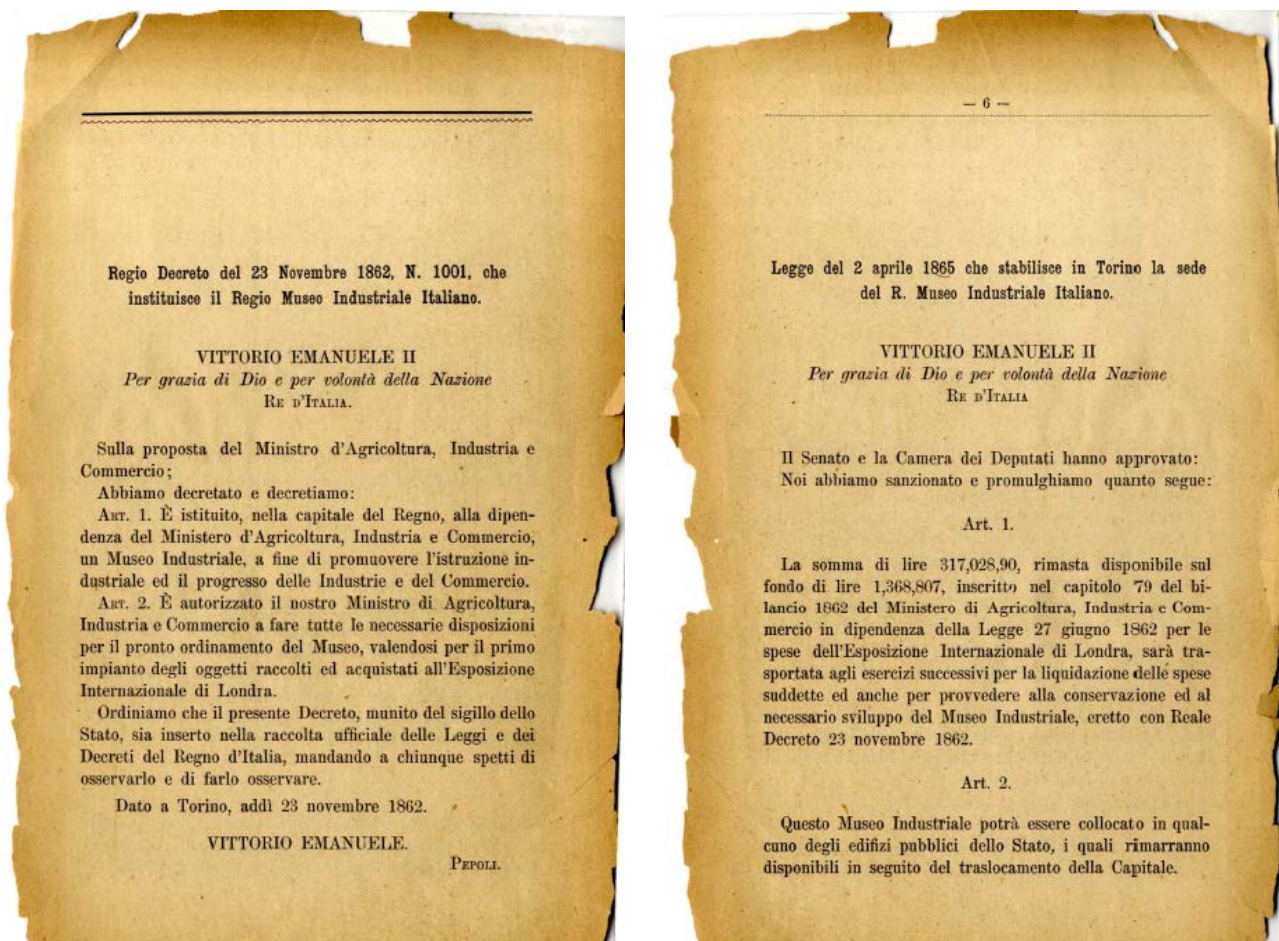 Regio Decreto del 23 Novembre 1862, N. 1001, che
instituisce il Regio Museo Industriale Italiano.
VITTORIO EMANUELE II
Per grazia di Dio e per volontà della Nazione
RE D'ITALIA.
Sulla proposta del Ministro d'Agricoltura, Industria e
Commercio;
Abbiamo decretato e decretiamo:
ART. 1. È istituito, nella capitale del Regno, alla dipen-
denza del Ministero d'Agricoltura, Industria e Commercio,
un Museo Industriale, a fine di promuovere l'istruzione in-
dustriale ed il progresso delle Industrie e del Commercio.
ART. 2. È autorizzato il nostro Ministro di Agricoltura,
Industria e Commercio a fare tutte le necessarie disposizioni
per il pronto ordinamento del Museo, valendosi per il primo
impianto degli oggetti raccolti ed acquistati all'Esposizione
Internazionale di Londra.
Ordiniamo che il presente Decreto, munito del sigillo dello
Stato, sia inserto nella raccolta ufficiale delle Leggi e dei
Decreti del Regno d'Italia, mandando a chiunque spetti di
osservarlo e di farlo osservare.
Dato a Torino, addì 23 novembre 1862.
VITTORIO EMANUELE.
PEPOLI.
— 6 —
Legge del 2 aprile 1865 che stabilisce in Torino la sede
del R. Museo Industriale Italiano.
VITTORIO EMANUELE II
Per grazia di Dio e per volontà della Nazione
RE D'ITALIA
Il Senato e la Camera dei Deputati hanno approvato:
Noi abbiamo sanzionato e promulghiamo quanto segue:
Art. 1.
La somma di lire 317,028,90, rimasta disponibile sul
fondo di lire 1,368,807, inscritto nel capitolo 79 del bi-
lancio 1862 del Ministero di Agricoltura, Industria e Com-
mercio in dipendenza della Legge 27 giugno 1862 per le
spese dell'Esposizione Internazionale di Londra, sarà tra-
sportata agli esercizi successivi per la liquidazione delle spese
suddette ed anche per provvedere alla conservazione ed al
necessario sviluppo del Museo Industriale, eretto con Reale
Decreto 23 novembre 1862.
Art. 2.
Questo Museo Industriale potrà essere collocato in qual-
cuno degli edifizi pubblici dello Stato, i quali rimarranno
disponibili in seguito del traslocamento della Capitale.